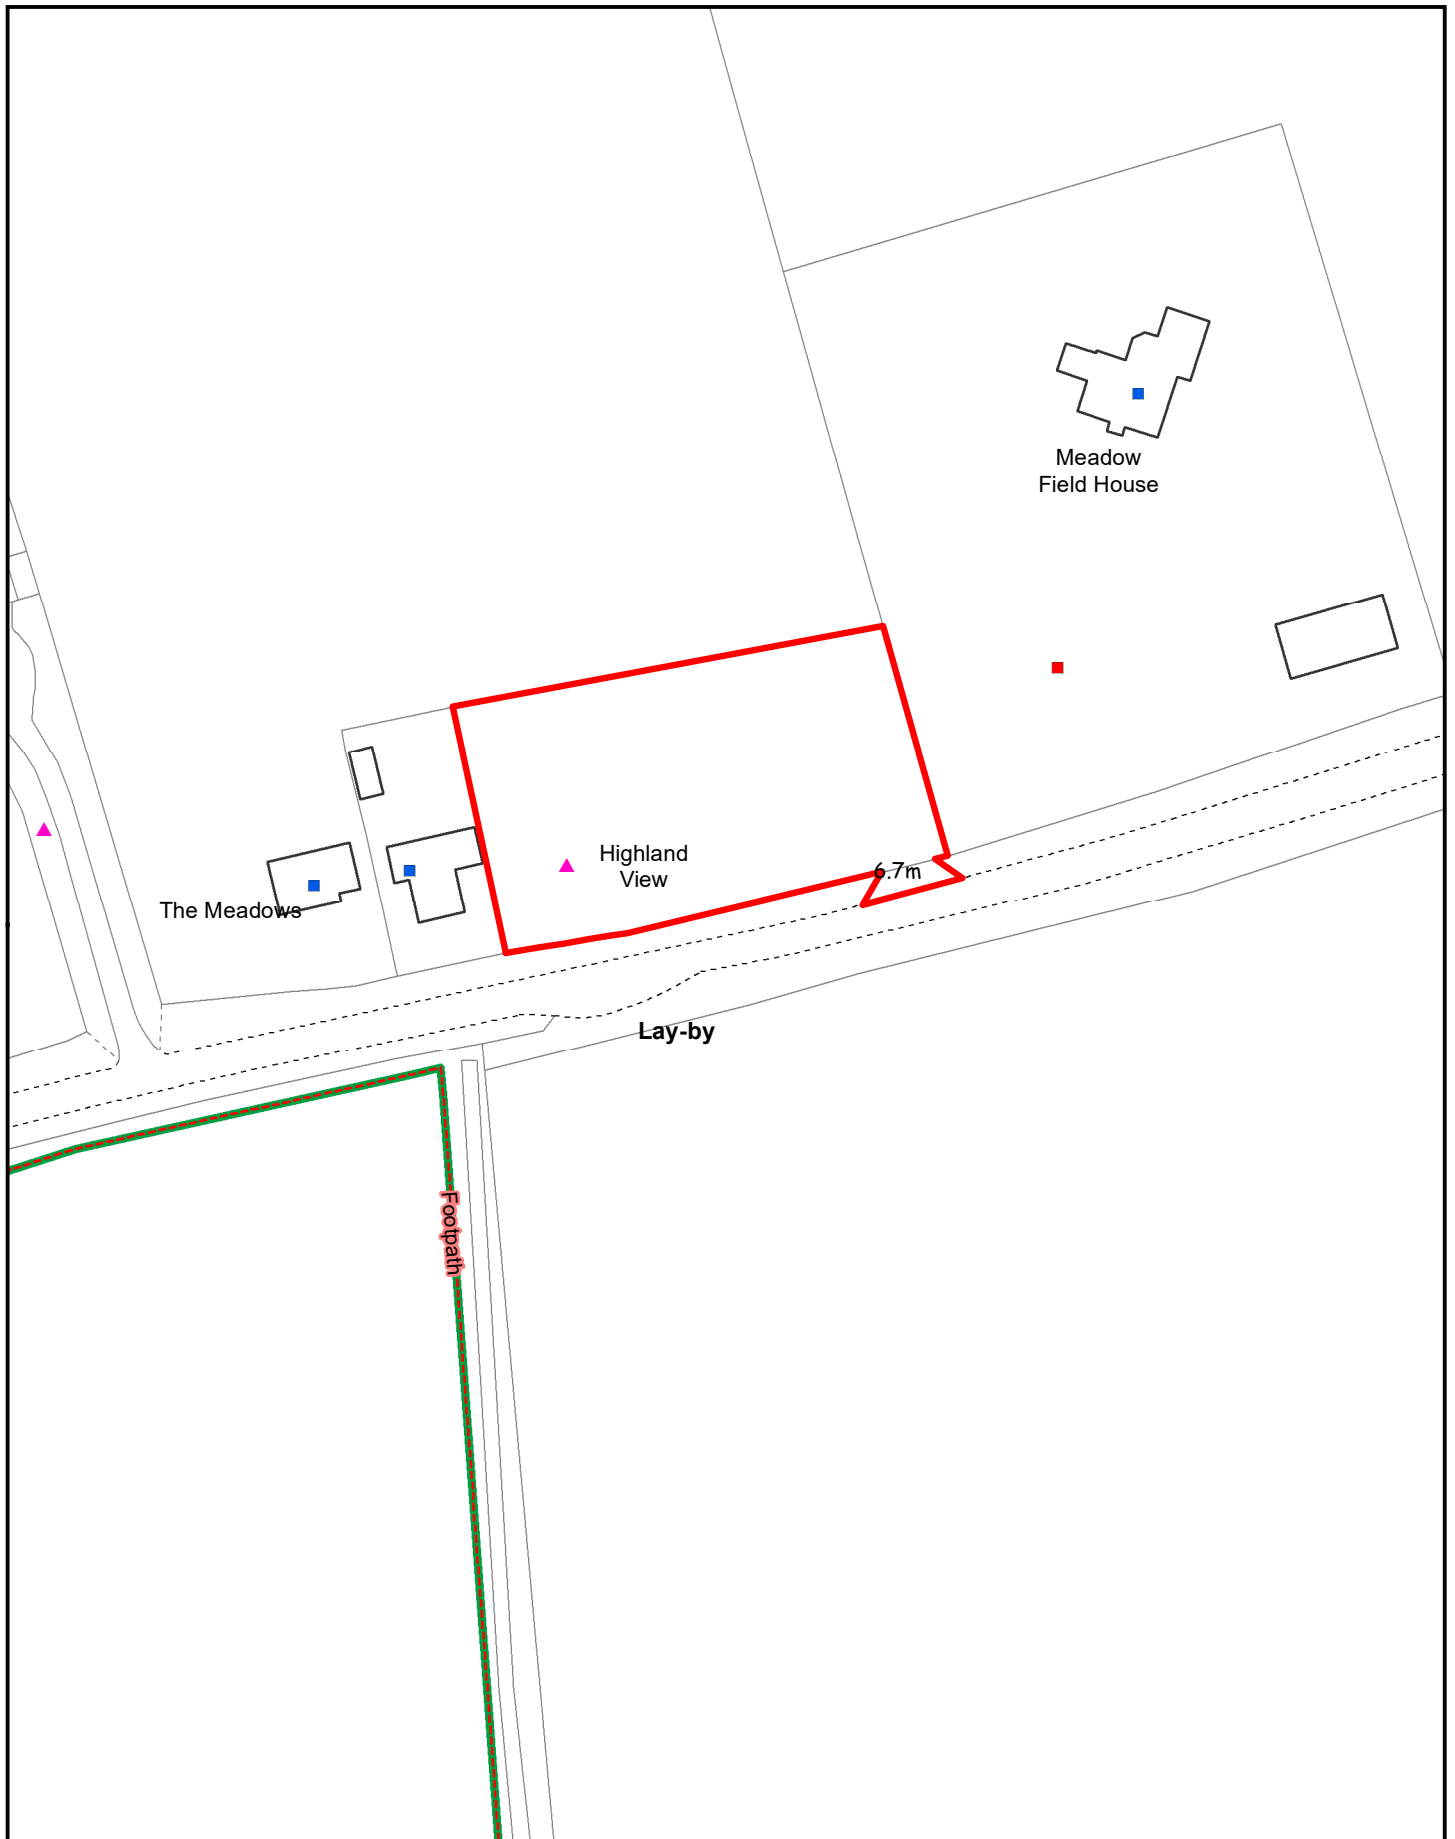 Meadow
Field House
Highland
View
6.7m
The Meadows
Lay-by
Footpath